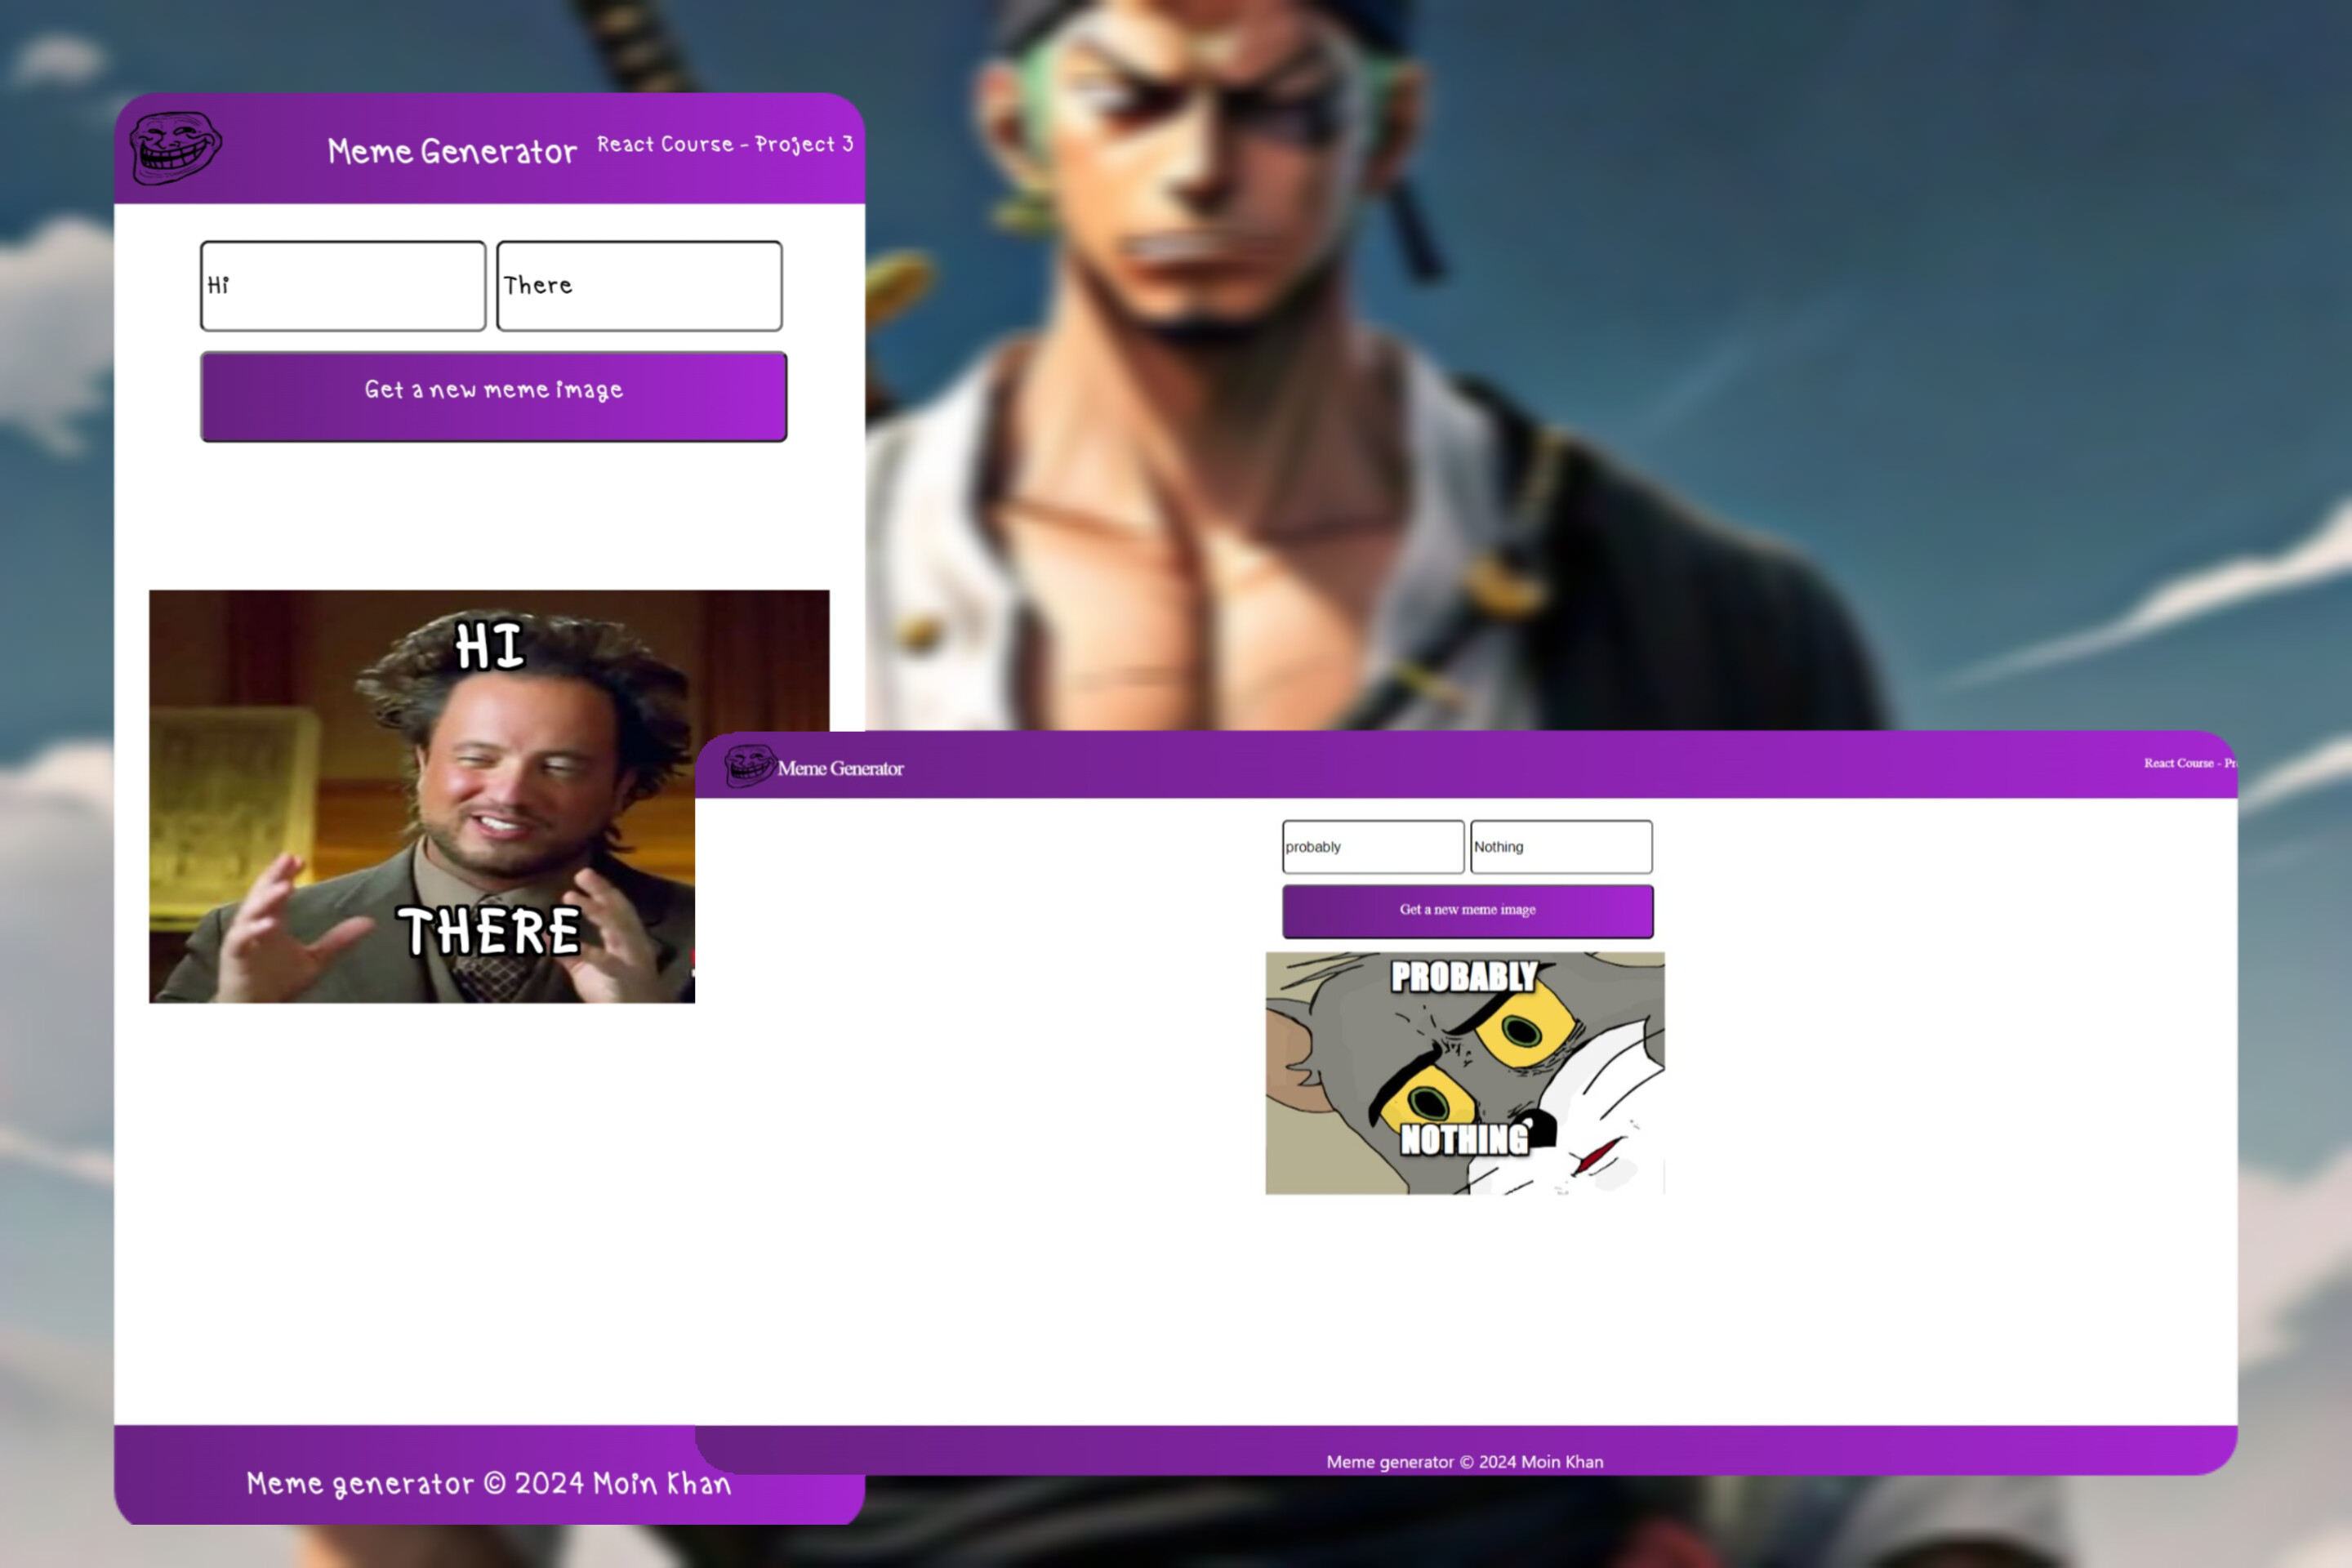 Meme Generator
React Course - Project 3
Hi
There
Get a new meme image
HI
THERE
Meme generator © 2024 Moin Khan
Meme Generator
React Course - Pr
probably
Nothing
Get a new meme image
PROBABLY
NOTHING
Meme generator © 2024 Moin Khan